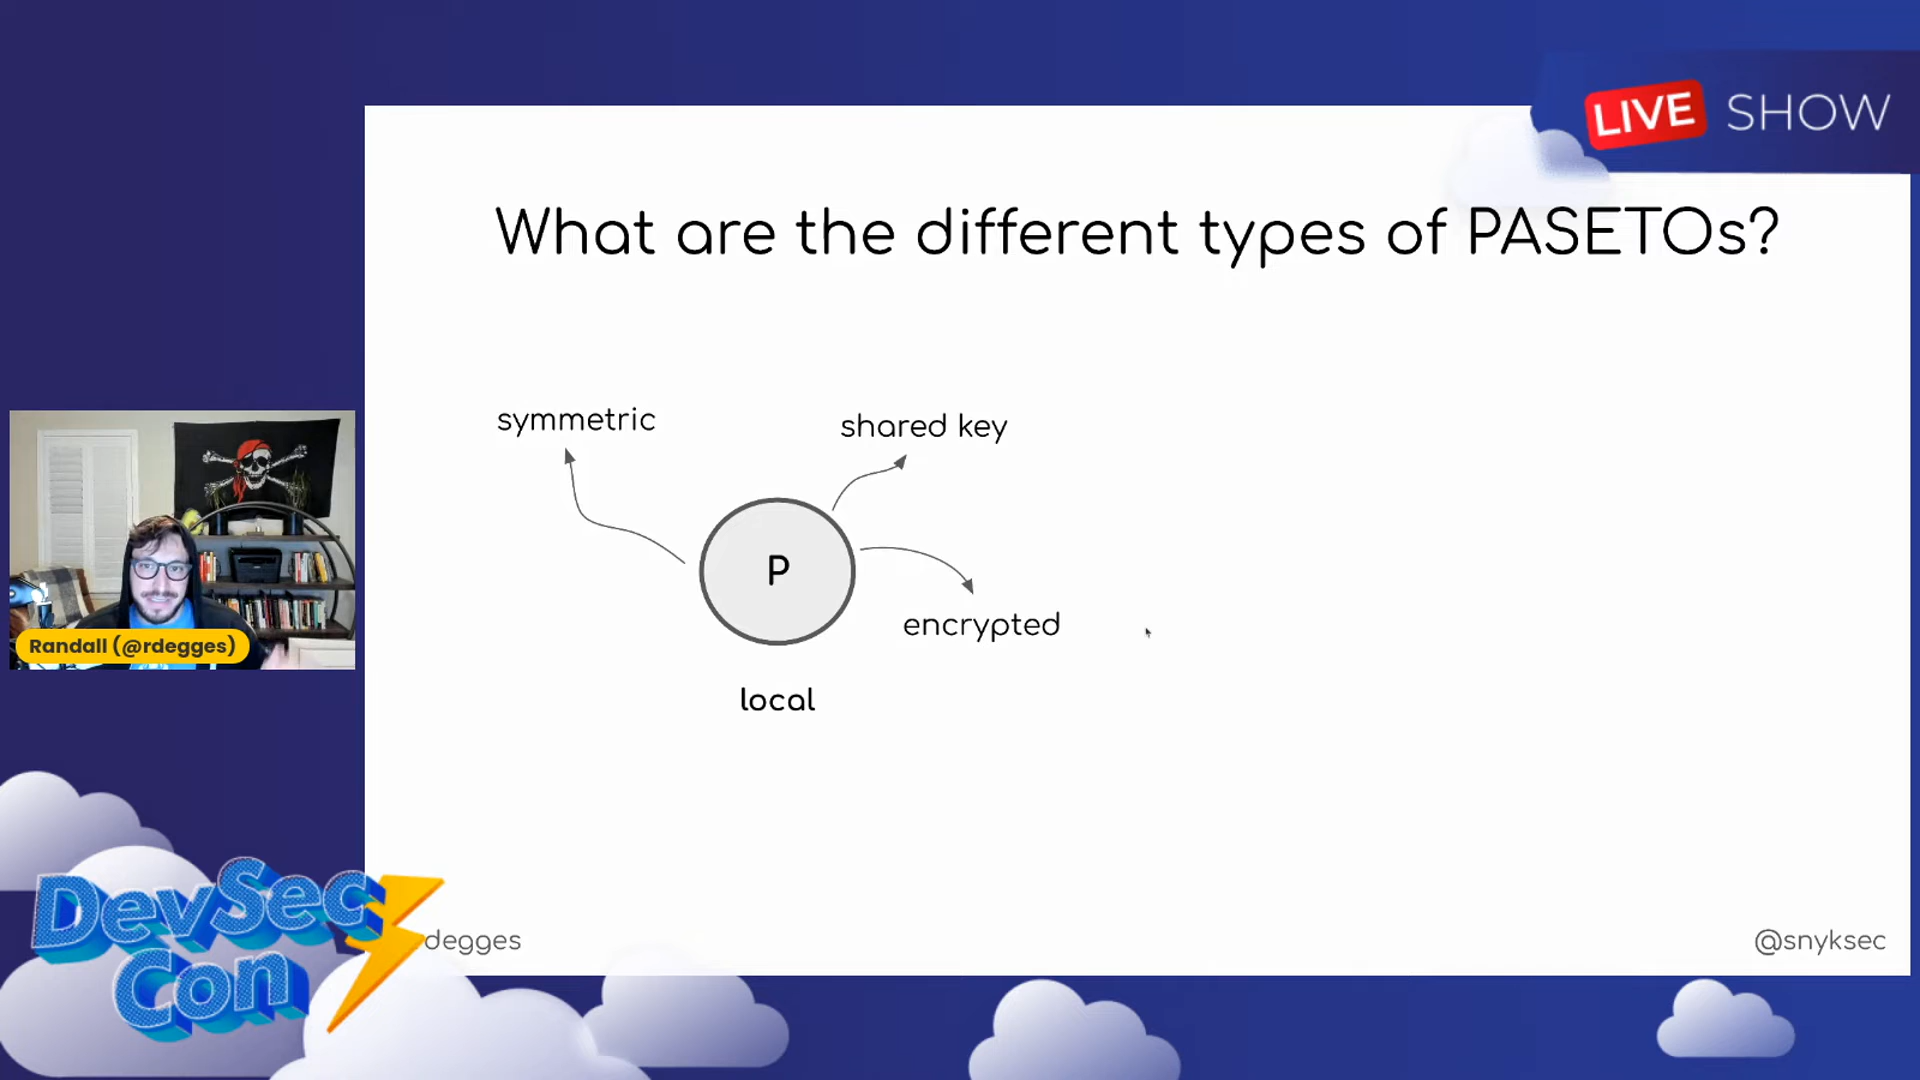 LIVE SHOW
What are the different types of PASETOs?
symmetric
shared key
P
encrypted
local
Randall (@rdegges)
DevSec
Con
degges
@snyksec